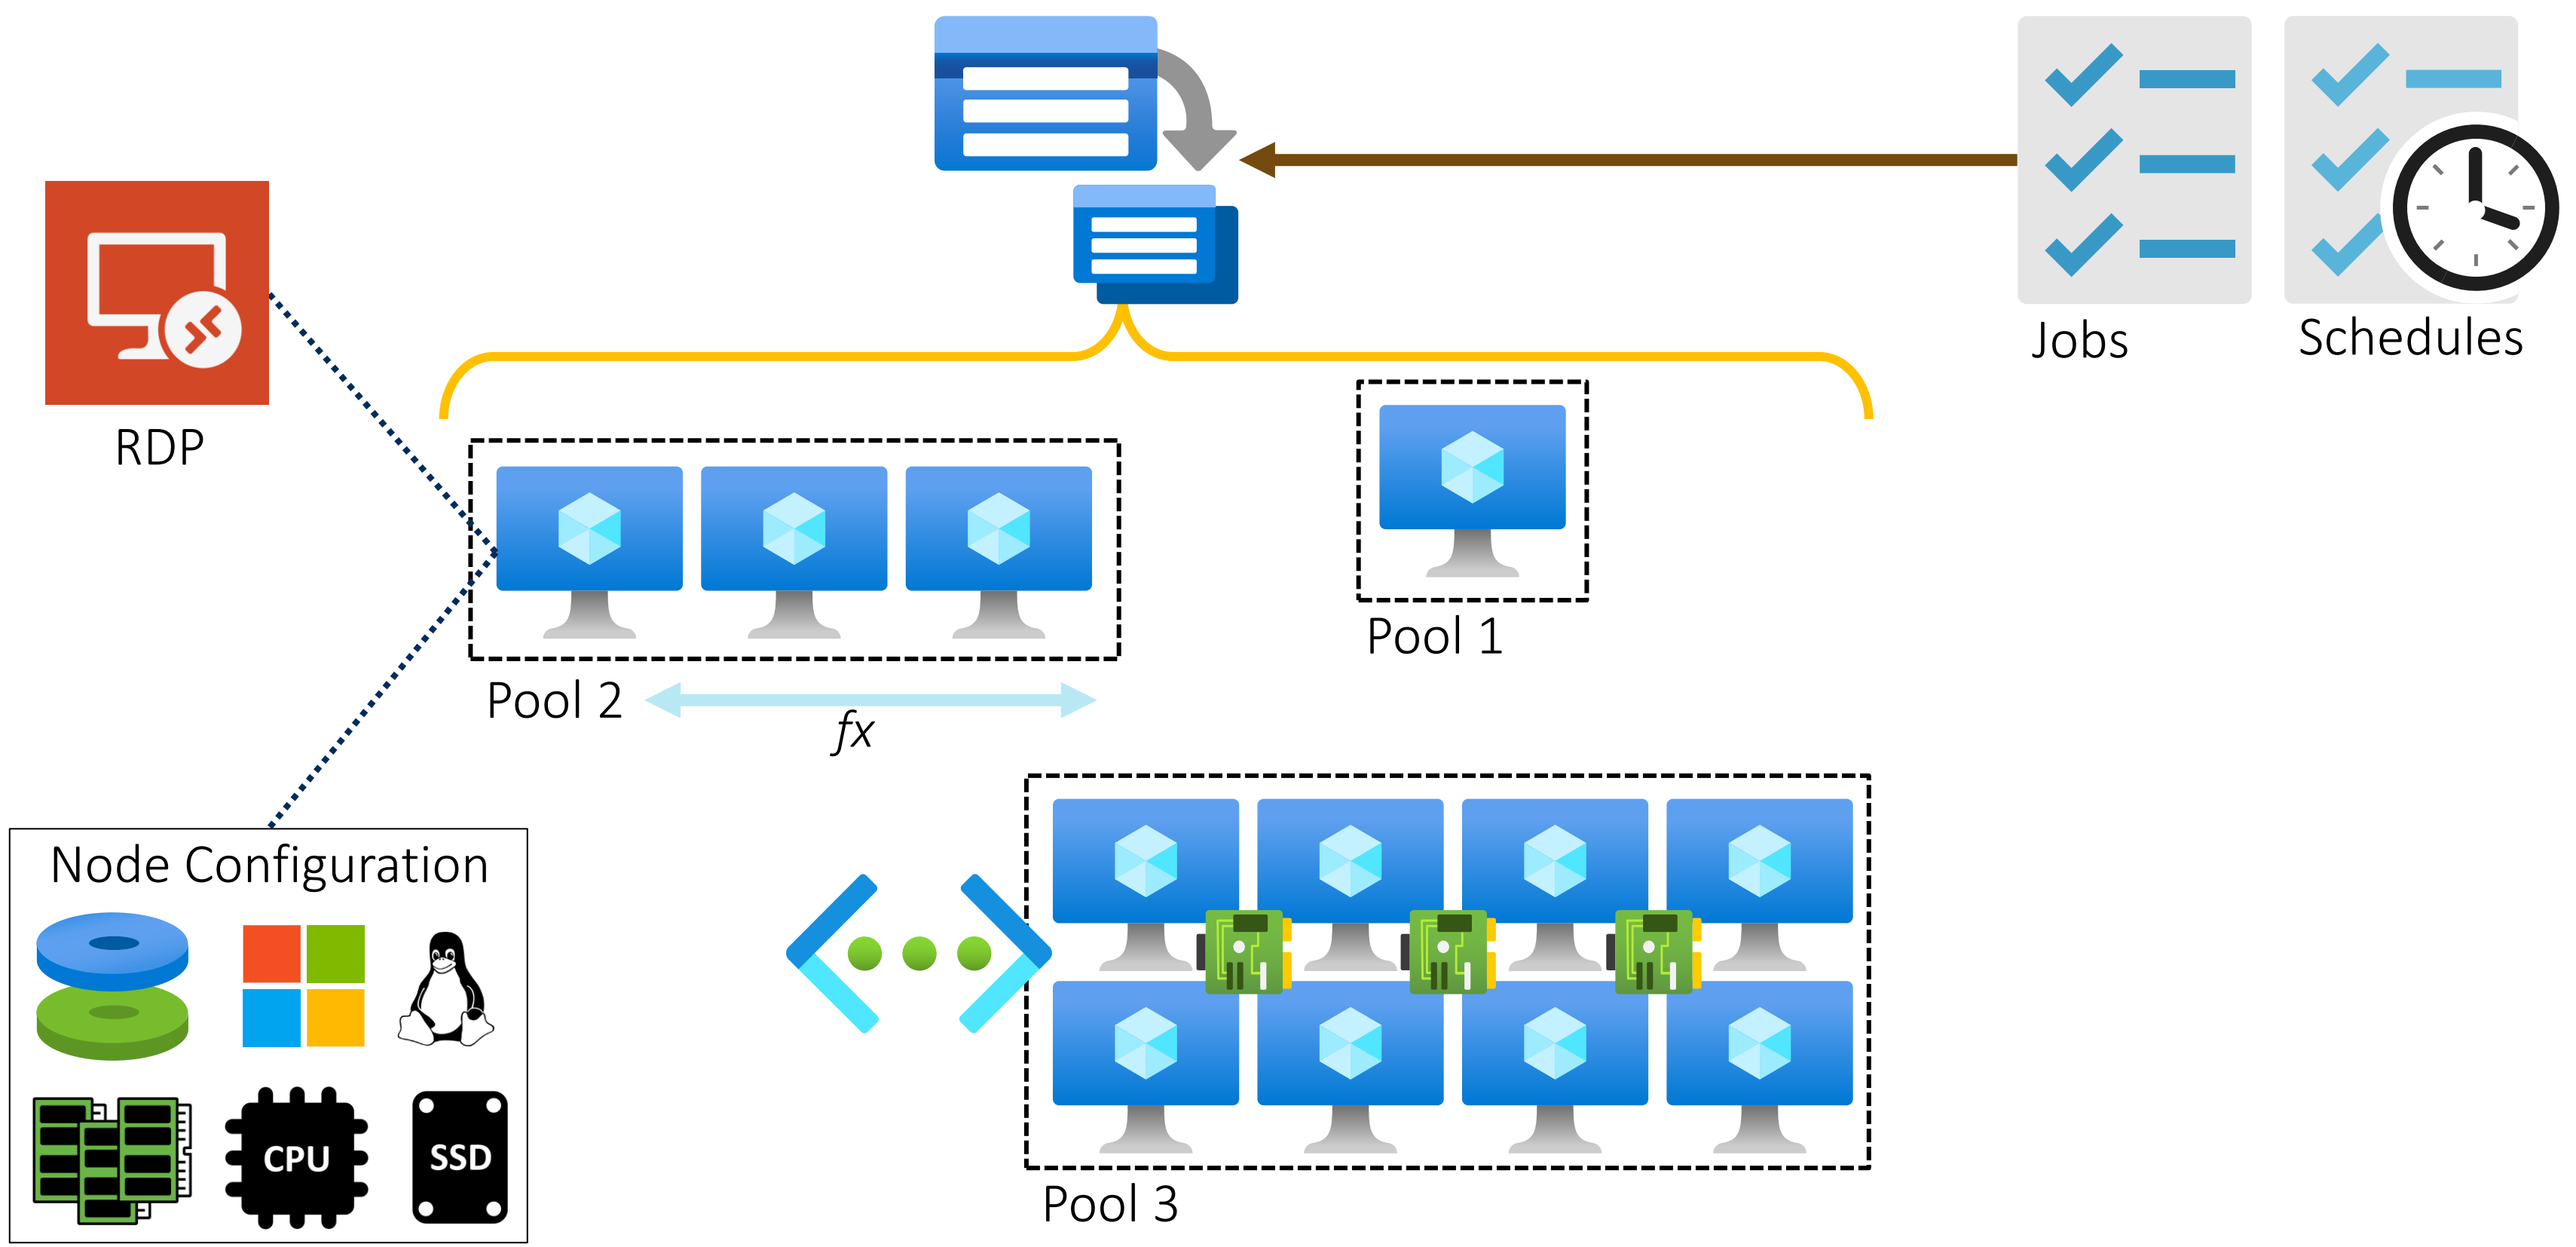 Jobs
Schedules
RDP
Pool 1
Pool 2
fx
Node Configuration
CPU
SSD
Pool 3